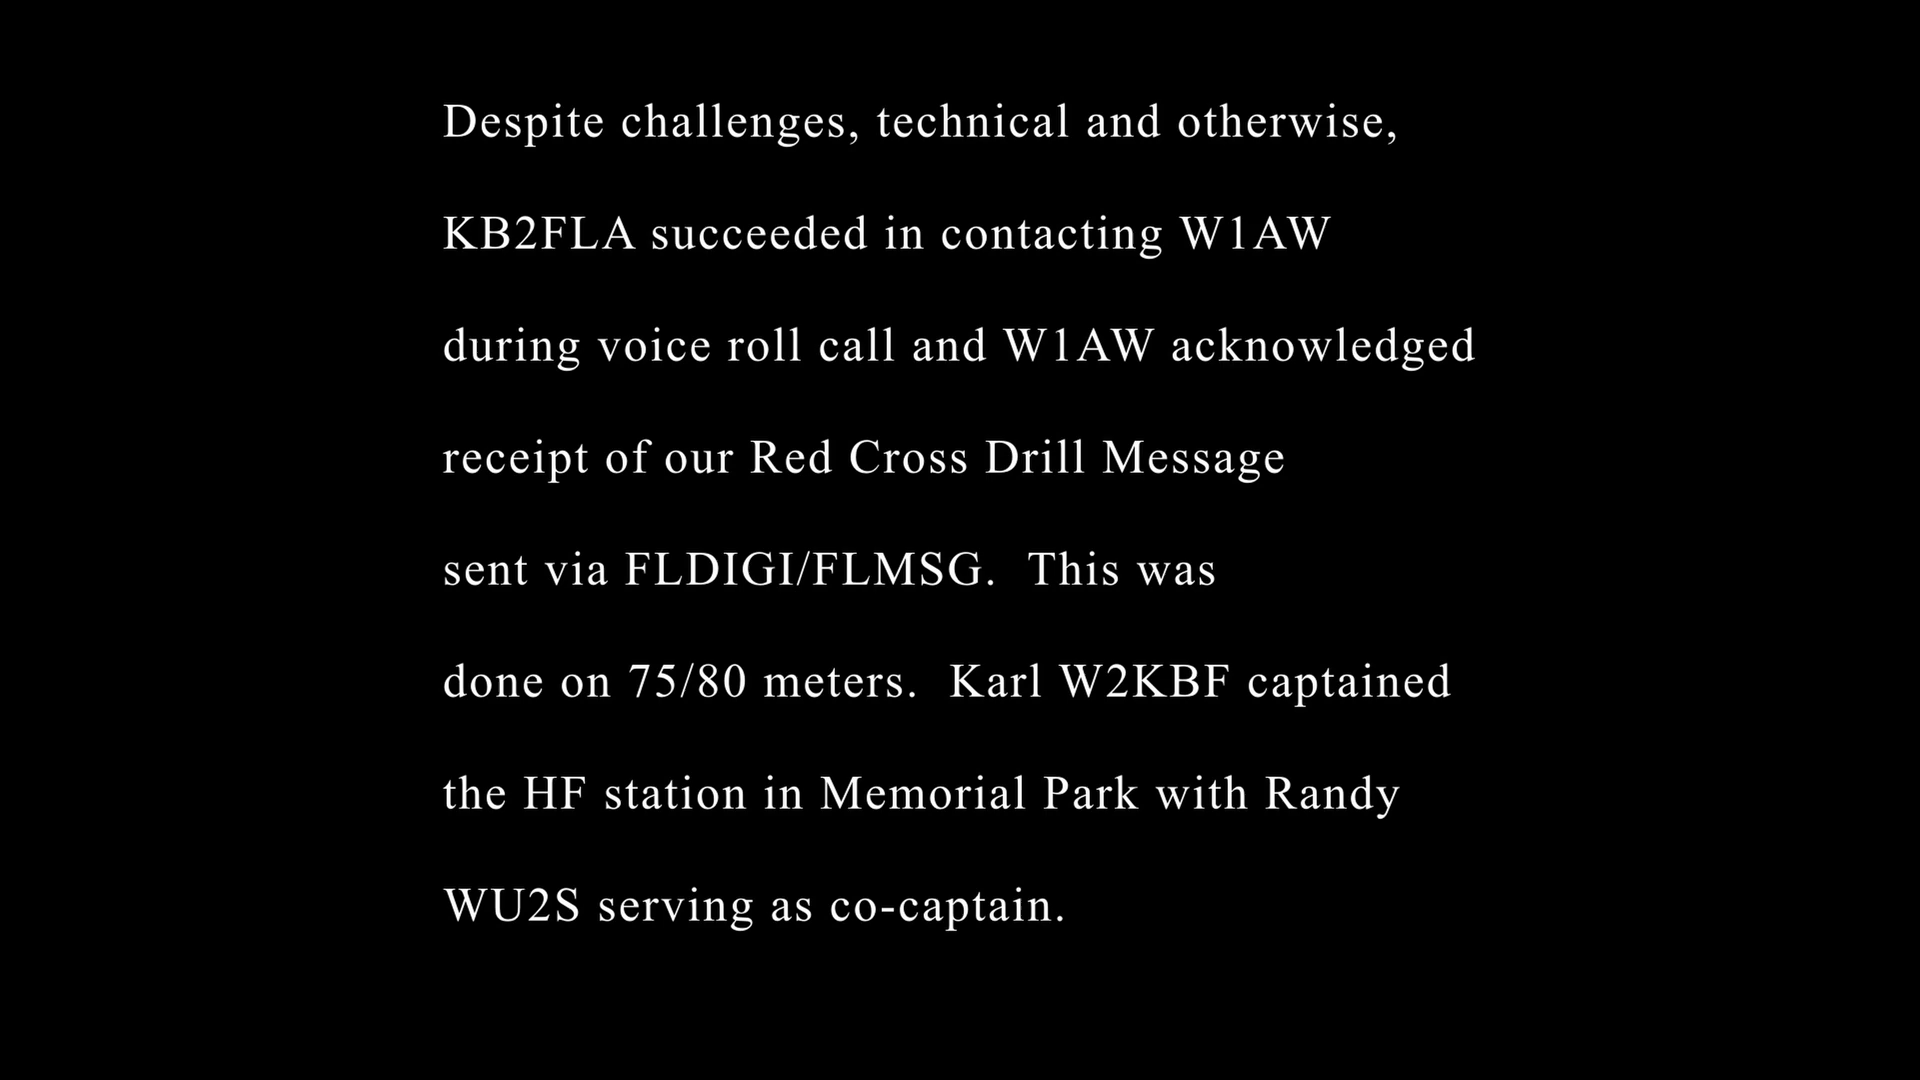 Despite challenges, technical and otherwise,
KB2FLA succeeded in contacting W1AW
during voice roll call and W1AW acknowledged
receipt of our Red Cross Drill Message
sent via FLDIGI/FLMSG.  This was
done on 75/80 meters.  Karl W2KBF captained
the HF station in Memorial Park with Randy
WU2S serving as co-captain.